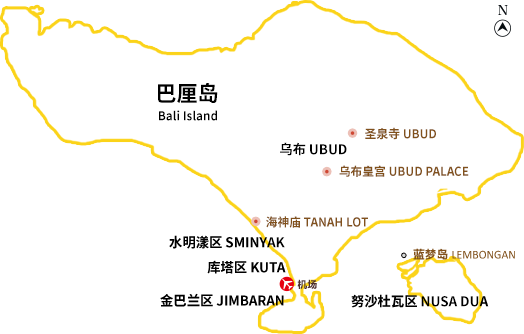 N
巴厘岛
Bali Island
圣泉寺 UBUD
乌布 UBUD
乌布皇宫 UBUD PALACE
海神庙 TANAH LOT
水明漾区 SMINYAK
蓝梦岛 LEMBONGAN
库塔区 KUTA
机场
金巴兰区 JIMBARAN
努沙杜瓦区 NUSA DUA